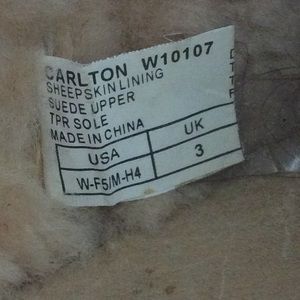 CARLTON W10107
SHEEPSKIN LINING
SUEDE UPPER
TPR SOLE
MADE IN CHINA
USA UK
W-F5/M-H4 3